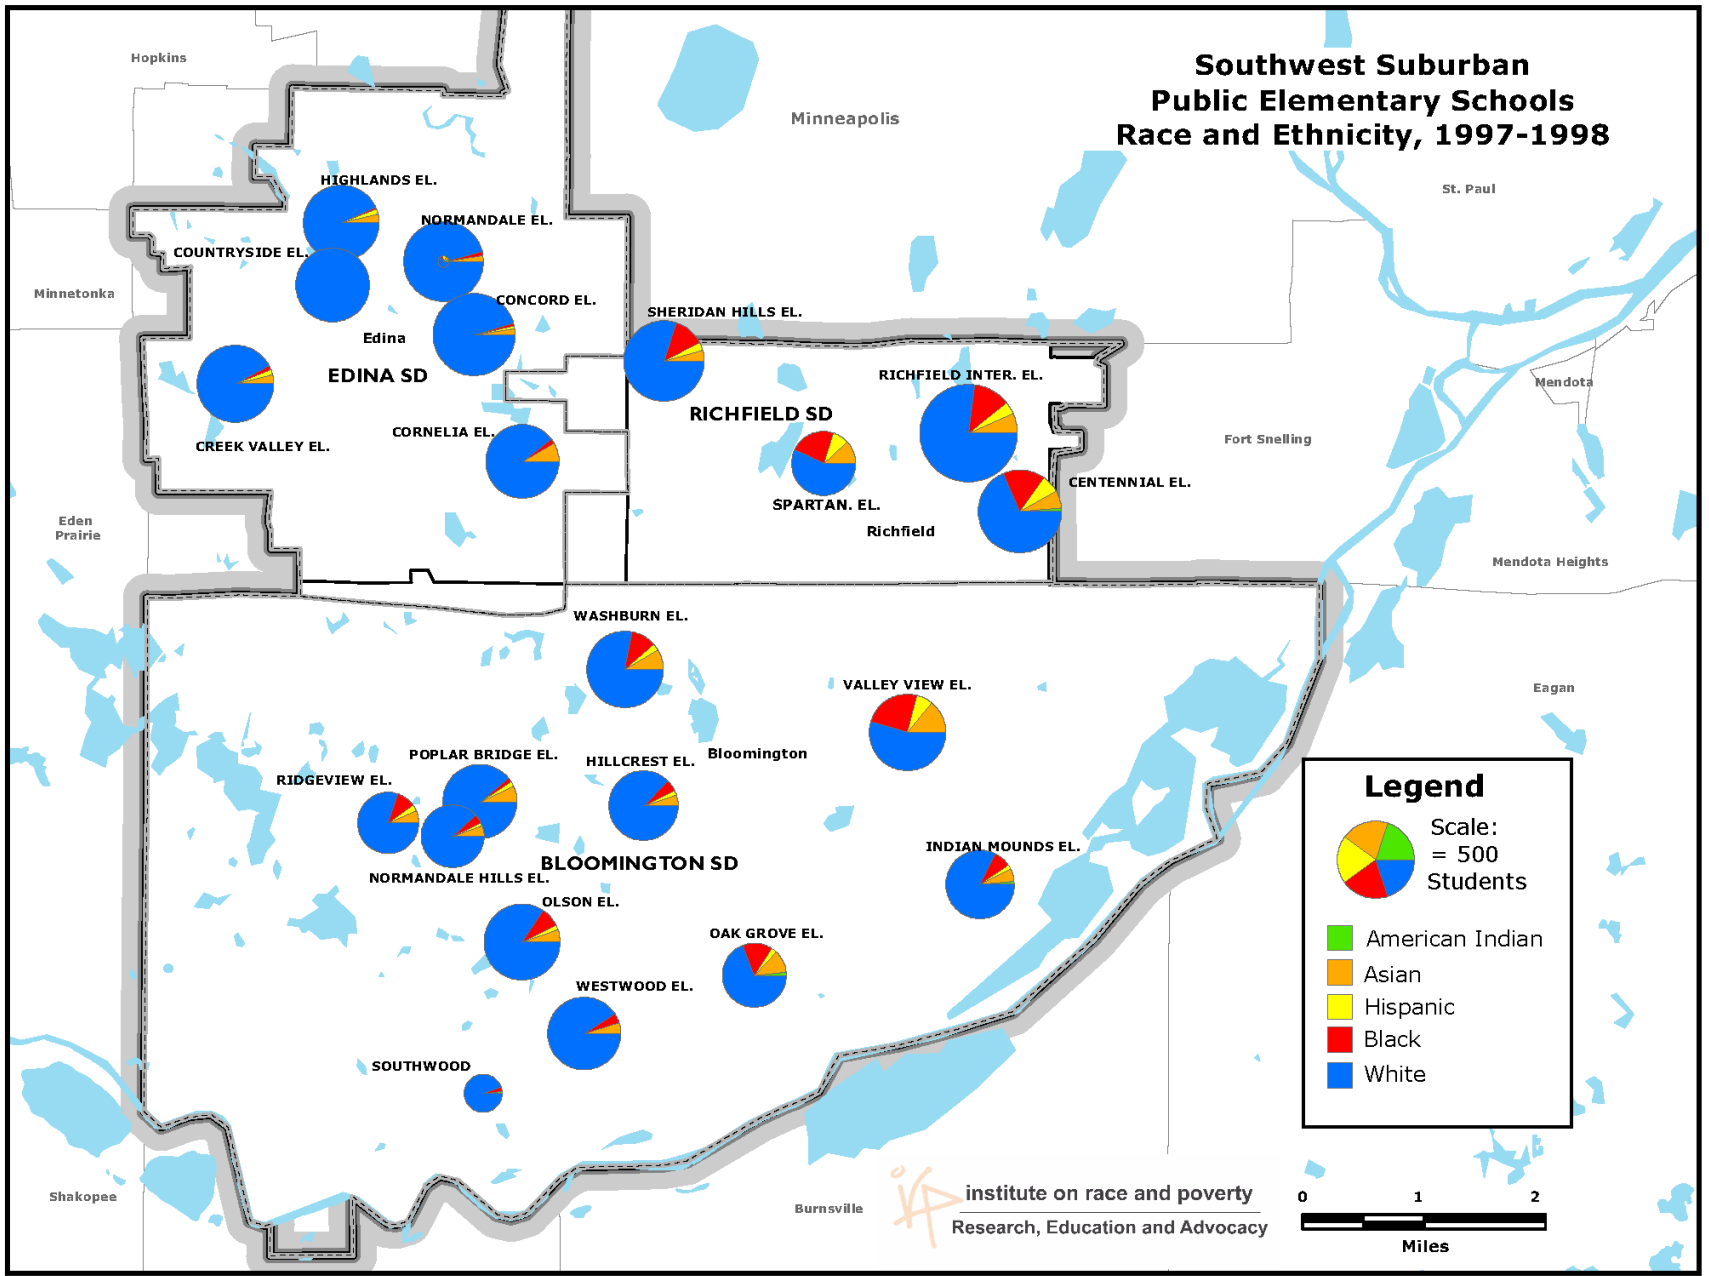 Southwest Suburban
Public Elementary Schools
Race and Ethnicity, 1997-1998
Hopkins
Minneapolis
St. Paul
HIGHLANDS EL.
NORMANDALE EL.
COUNTRYSIDE EL.
Minnetonka
CONCORD EL.
SHERIDAN HILLS EL.
Edina
EDINA SD
RICHFIELD INTER. EL.
Mendota
RICHFIELD SD
CORNELIA EL.
CREEK VALLEY EL.
Fort Snelling
CENTENNIAL EL.
SPARTAN. EL.
Eden
Prairie
Richfield
Mendota Heights
WASHBURN EL.
VALLEY VIEW EL.
Eagan
POPLAR BRIDGE EL.
HILLCREST EL.
Bloomington
RIDGEVIEW EL.
INDIAN MOUNDS EL.
BLOOMINGTON SD
NORMANDALE HILLS EL.
OLSON EL.
OAK GROVE EL.
WESTWOOD EL.
SOUTHWOOD
Legend
Scale:
= 500
Students
American Indian
Asian
Hispanic
Black
White
Shakopee
Burnsville
institute on race and poverty
Research, Education and Advocacy
0 1 2
Miles